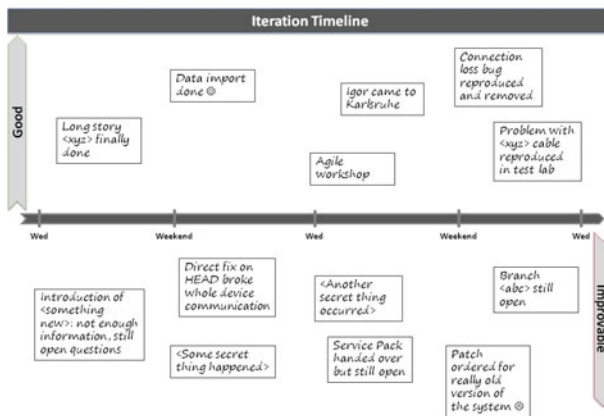 Iteration Timeline
Good
Data import
done ☺
Long story
<xyz> finally
done
Igor came to
Karlsruhe
Agile
workshop
Connection
loss bug
reproduced
and removed
Problem with
<xyz> cable
reproduced
in test lab
Wed
Weekend
Wed
Weekend
Wed
Introduction of
<something
new>: not enough
information, still
open questions
Direct fix on
HEAD broke
whole device
communication
<Some secret
thing happened>
<Another
secret thing
occurred>
Service Pack
handed over
but still open
Branch
<abc> still
open
Patch
ordered for
really old
version of
the system ☹
Improvable